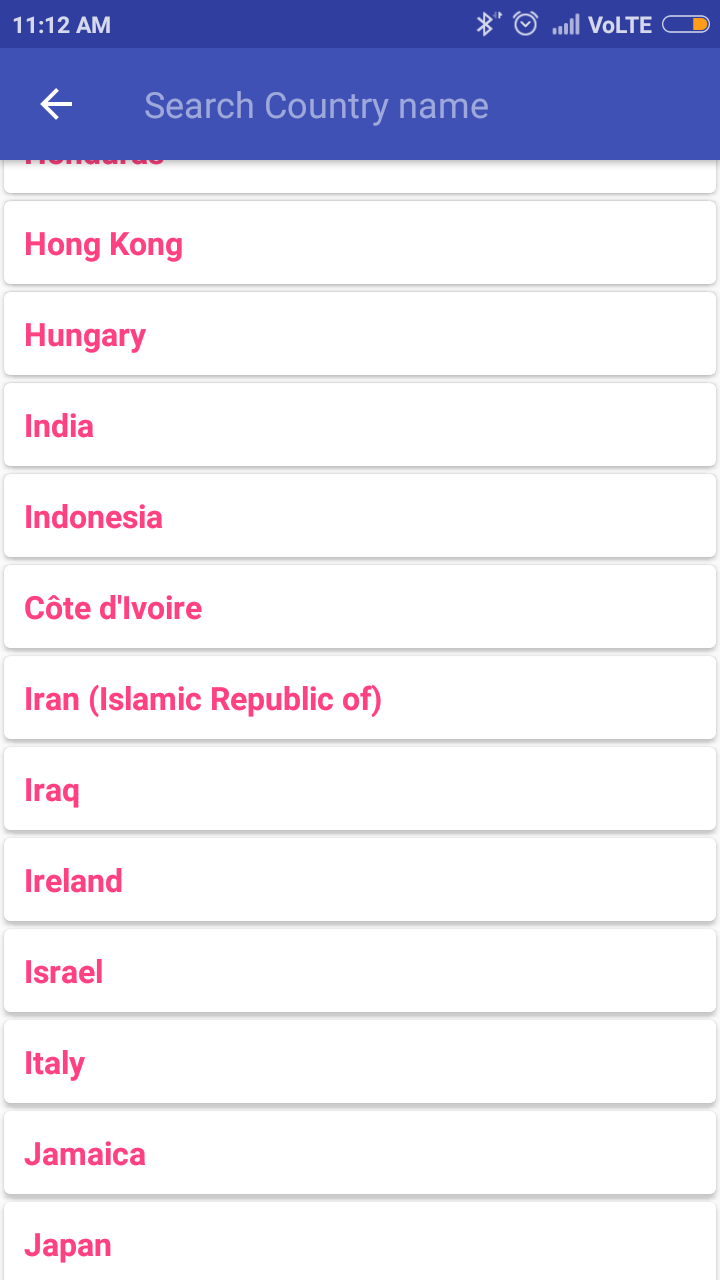 11:12 AM
VoLTE
Search Country name
Honduras
Hong Kong
Hungary
India
Indonesia
Côte d'Ivoire
Iran (Islamic Republic of)
Iraq
Ireland
Israel
Italy
Jamaica
Japan